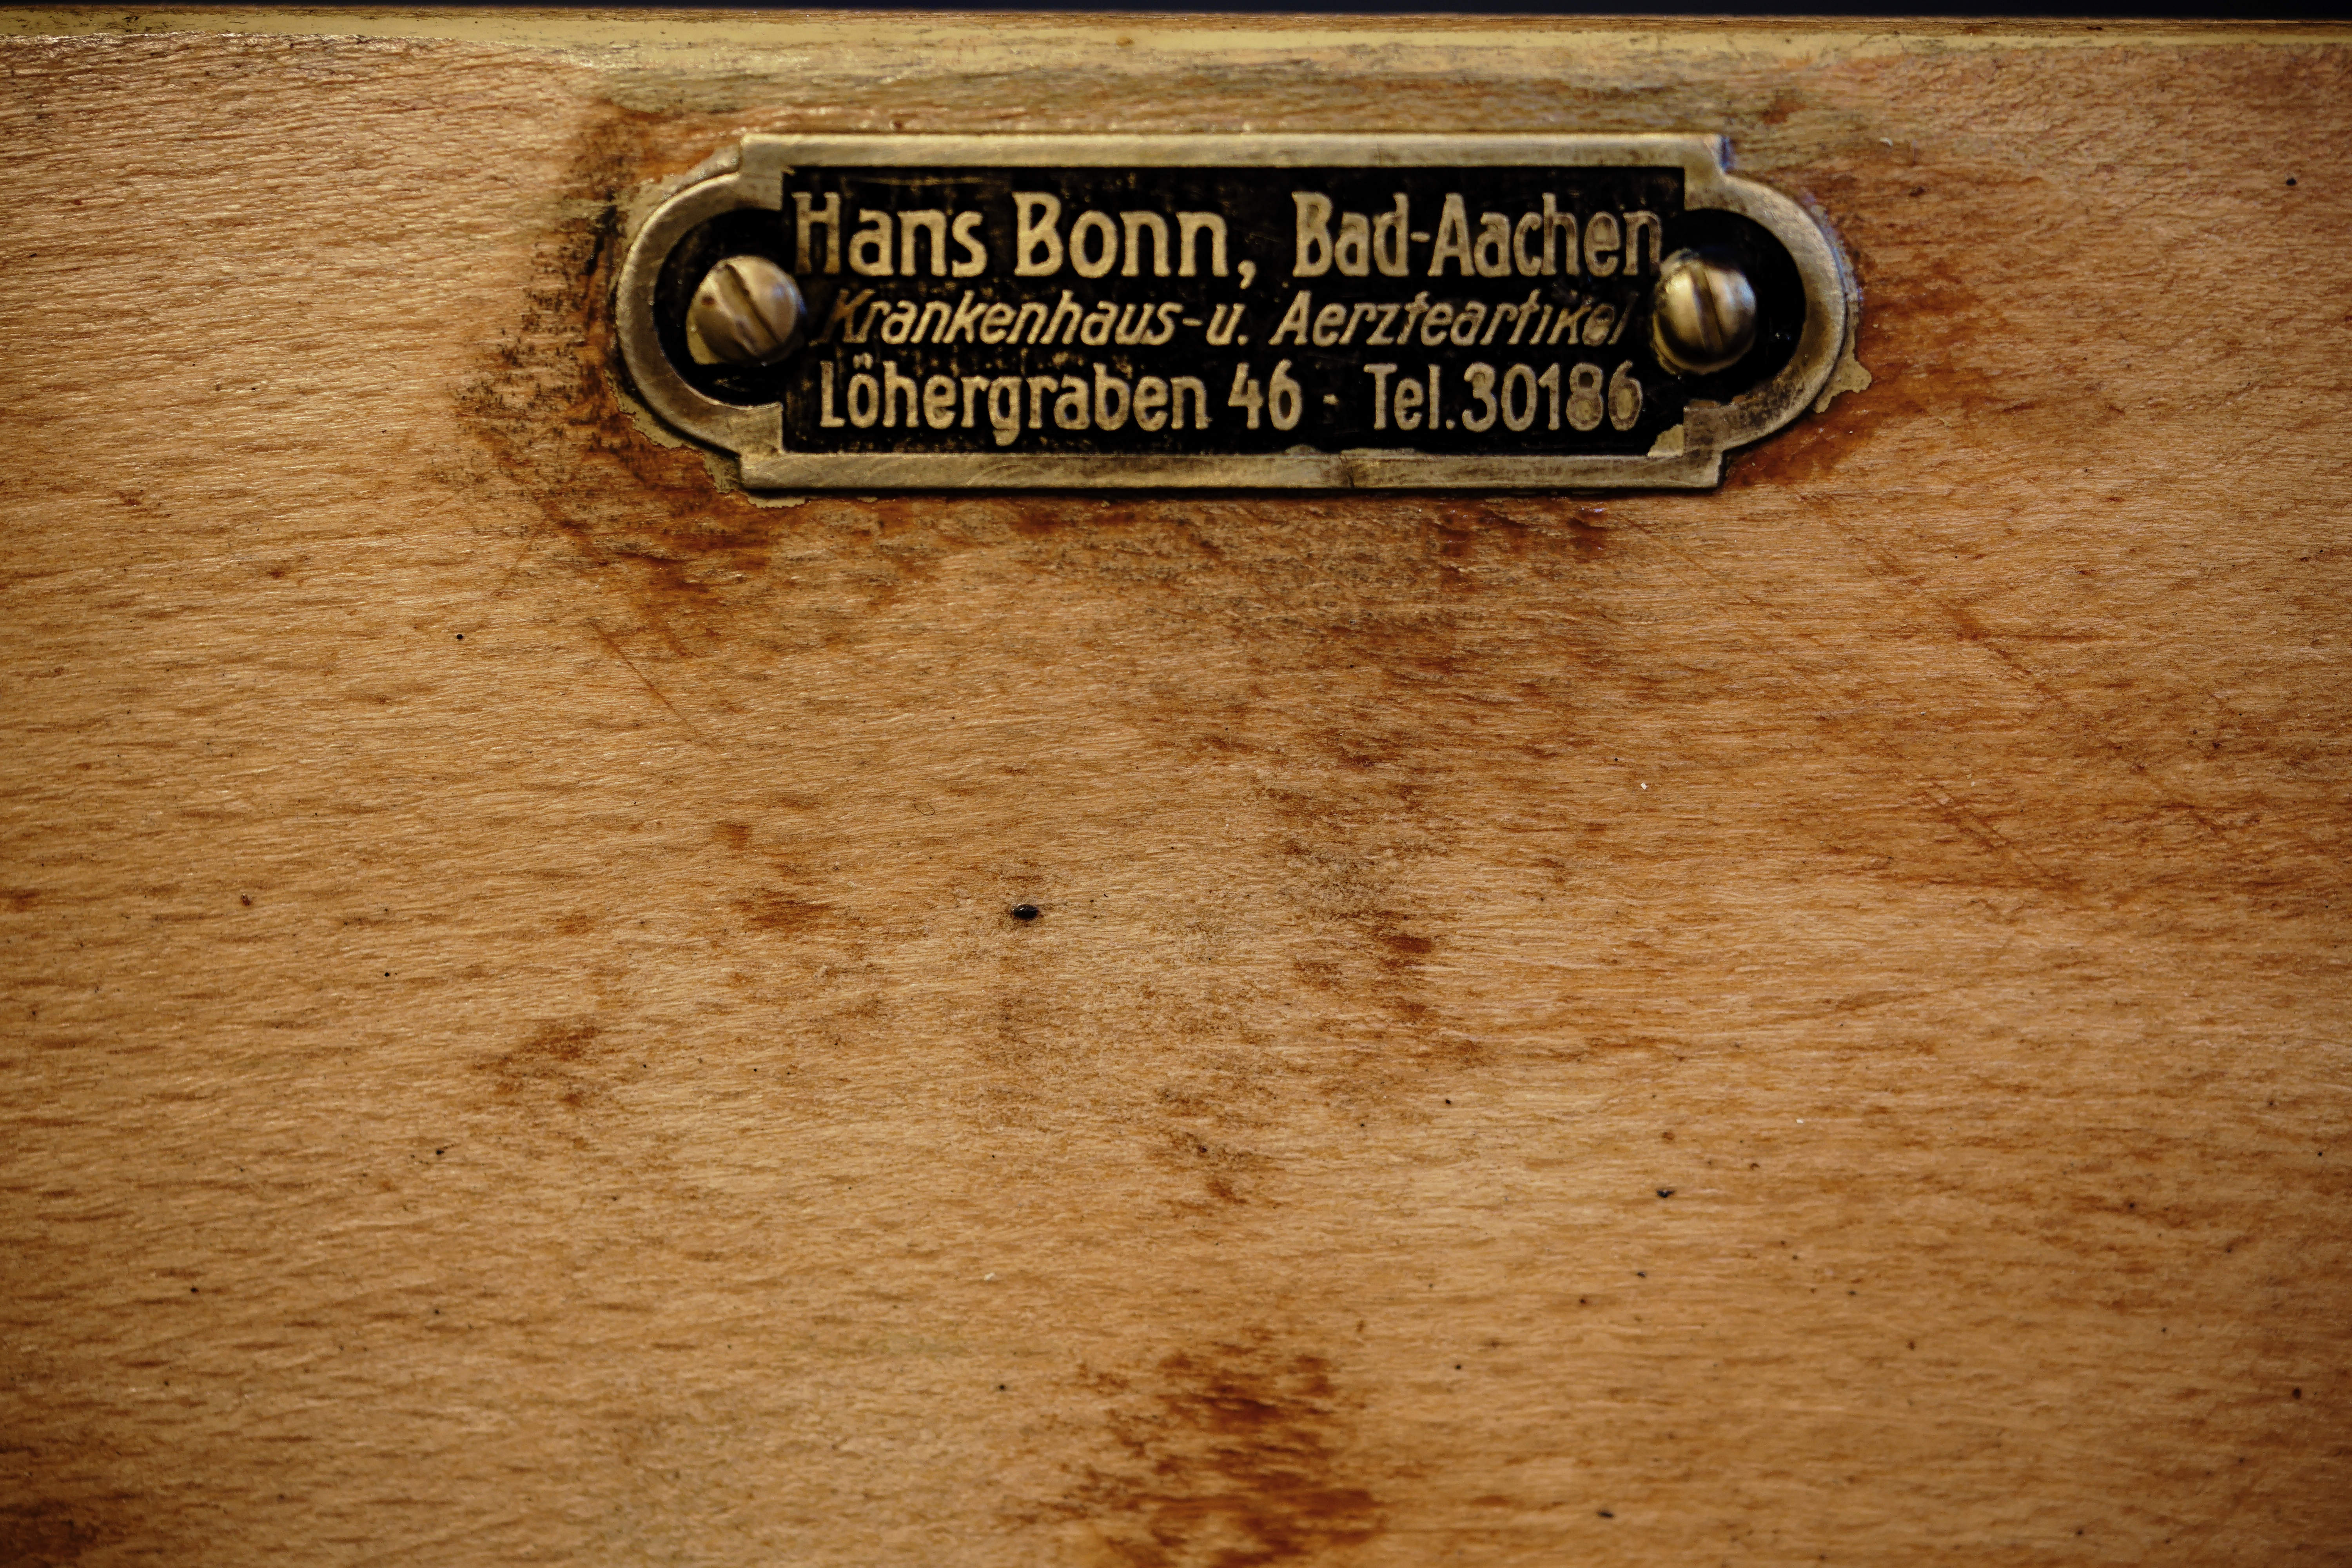 Hans Bonn, Bad-Aachen
Krankenhaus-u. Aerzteartikel
Löhergraben 46 - Tel. 30186